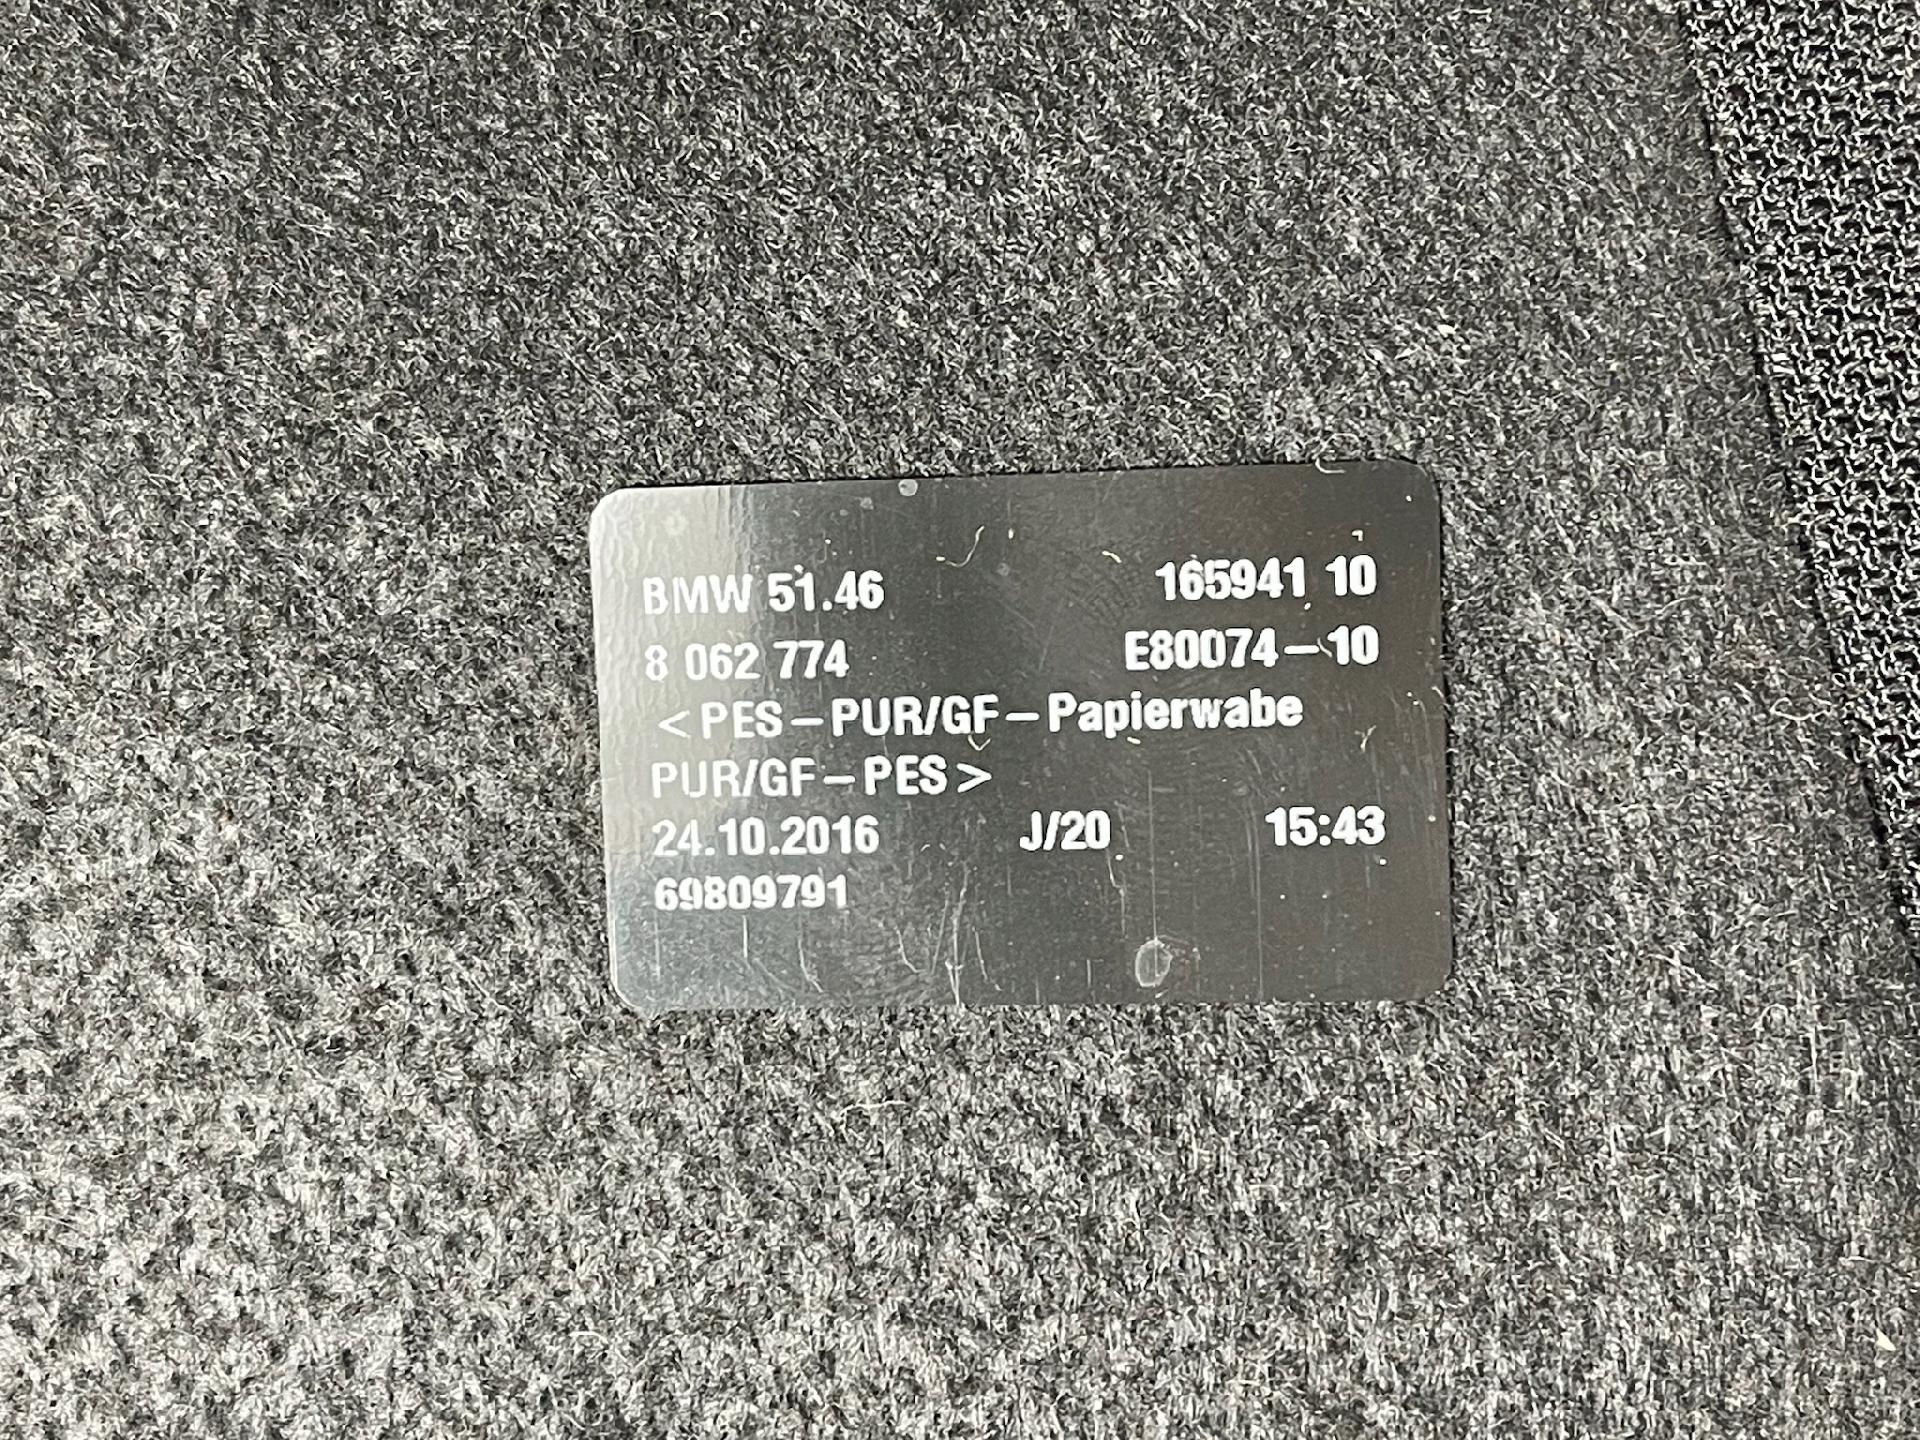 BMW 51.46 165941 10
8 062 774 E80074-10
<PES-PUR/GF-Papierwabe
PUR/GF-PES>
24.10.2016 J/20 15:43
69809791